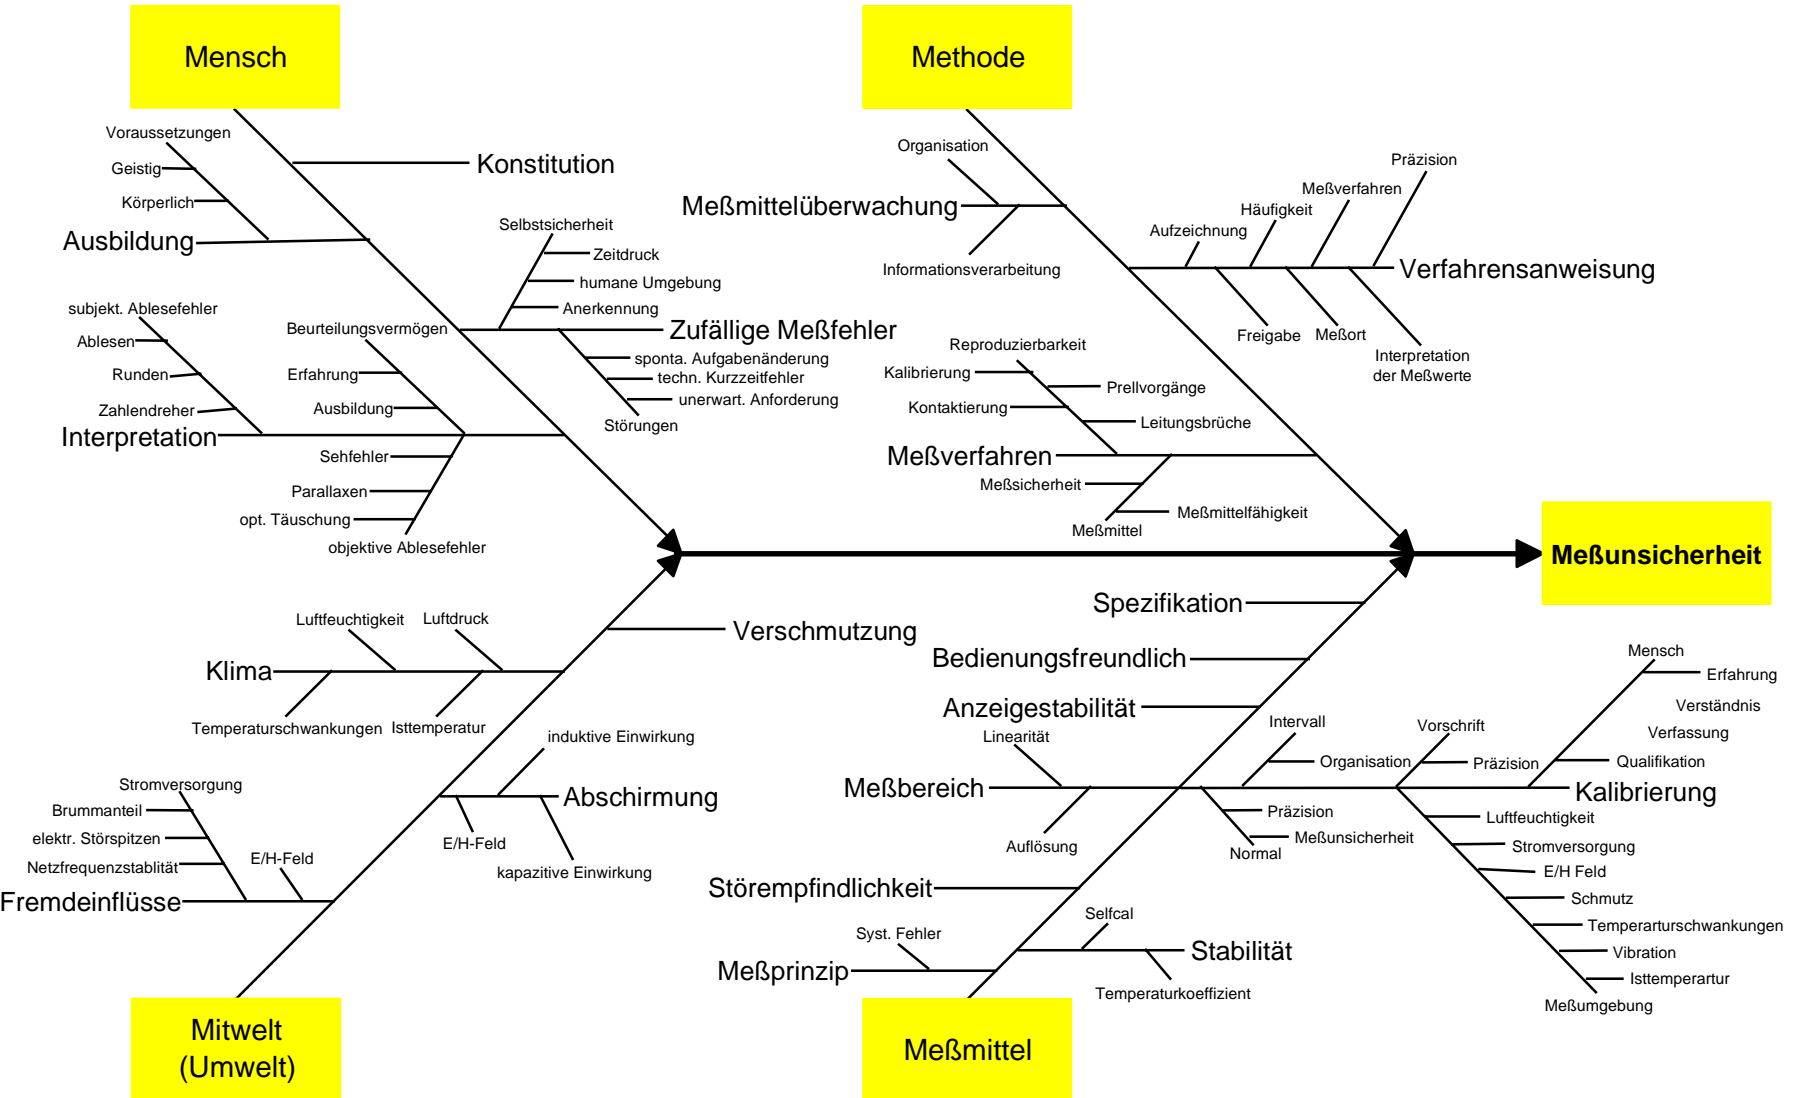 Mensch
Voraussetzungen
Geistig
Körperlich
Ausbildung
Konstitution
Selbstsicherheit
Zeitdruck
humane Umgebung
Anerkennung
Zufällige Meßfehler
sponta. Aufgabenänderung
techn. Kurzzeitfehler
unerwart. Anforderung
Störungen
subjekt. Ablesefehler
Ablesen
Runden
Zahlendreher
Interpretation
Beurteilungsvermögen
Erfahrung
Ausbildung
Sehfehler
Parallaxen
opt. Täuschung
objektive Ablesefehler
Methode
Organisation
Meßmittelüberwachung
Informationsverarbeitung
Präzision
Meßverfahren
Häufigkeit
Aufzeichnung
Verfahrensanweisung
Freigabe
Meßort
Interpretation
der Meßwerte
Reproduzierbarkeit
Kalibrierung
Prellvorgänge
Kontaktierung
Leitungsbrüche
Meßverfahren
Meßsicherheit
Meßmittelfähigkeit
Meßmittel
Meßunsicherheit
Luftfeuchtigkeit
Luftdruck
Verschmutzung
Klima
Temperaturschwankungen
Isttemperatur
induktive Einwirkung
Abschirmung
E/H-Feld
kapazitive Einwirkung
Stromversorgung
Brummanteil
elektr. Störspitzen
Netzfrequenzstablität
E/H-Feld
Fremdeinflüsse
Mitwelt
(Umwelt)
Spezifikation
Bedienungsfreundlich
Anzeigestabilität
Linearität
Meßbereich
Auflösung
Störempfindlichkeit
Syst. Fehler
Meßprinzip
Selfcal
Stabilität
Temperaturkoeffizient
Intervall
Organisation
Vorschrift
Präzision
Mensch
Erfahrung
Verständnis
Verfassung
Qualifikation
Kalibrierung
Präzision
Meßunsicherheit
Normal
Luftfeuchtigkeit
Stromversorgung
E/H Feld
Schmutz
Temperarturschwankungen
Vibration
Isttemperartur
Meßumgebung
Meßmittel